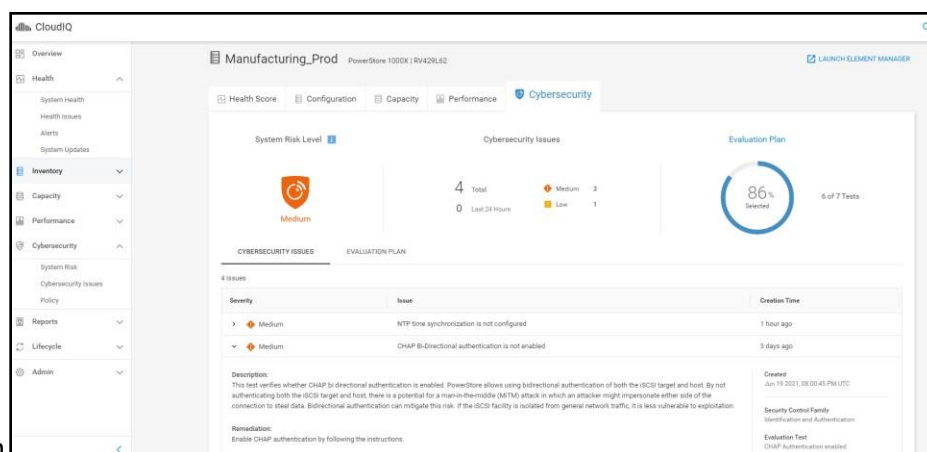 CloudIQ
Overview
Health
System Health
Health Issues
Alerts
System Updates
Inventory
Capacity
Performance
Cybersecurity
System Risk
Cybersecurity Issues
Policy
Reports
Lifecycle
Admin
Manufacturing_Prod PowerStore 1000X | RV429L62
LAUNCH ELEMENT MANAGER
Health Score Configuration Capacity Performance Cybersecurity
System Risk Level
Medium
Cybersecurity Issues
4 Total Medium 3
0 Last 24 Hours Low 1
Evaluation Plan
86%
Selected
6 of 7 Tests
CYBERSECURITY ISSUES EVALUATION PLAN
4 Issues
Severity Issue Creation Time
Medium NTP time synchronization is not configured 1 hour ago
Medium CHAP Bi-Directional authentication is not enabled 3 days ago
Description:
This test verifies whether CHAP bi directional authentication is enabled. PowerStore allows using bidirectional authentication of both the iSCSI target and host. By not
authenticating both the iSCSI target and host, there is a potential for a man-in-the-middle (MITM) attack in which an attacker might impersonate either side of the
connection to steal data. Bidirectional authentication can mitigate this risk. If the iSCSI facility is isolated from general network traffic, it is less vulnerable to exploitation.
Remediation:
Enable CHAP authentication by following the instructions.
Created
Jun 19 2021, 08:00:45 PM UTC
Security Control Family
Identification and Authentication
Evaluation Test
CHAP Authentication enabled